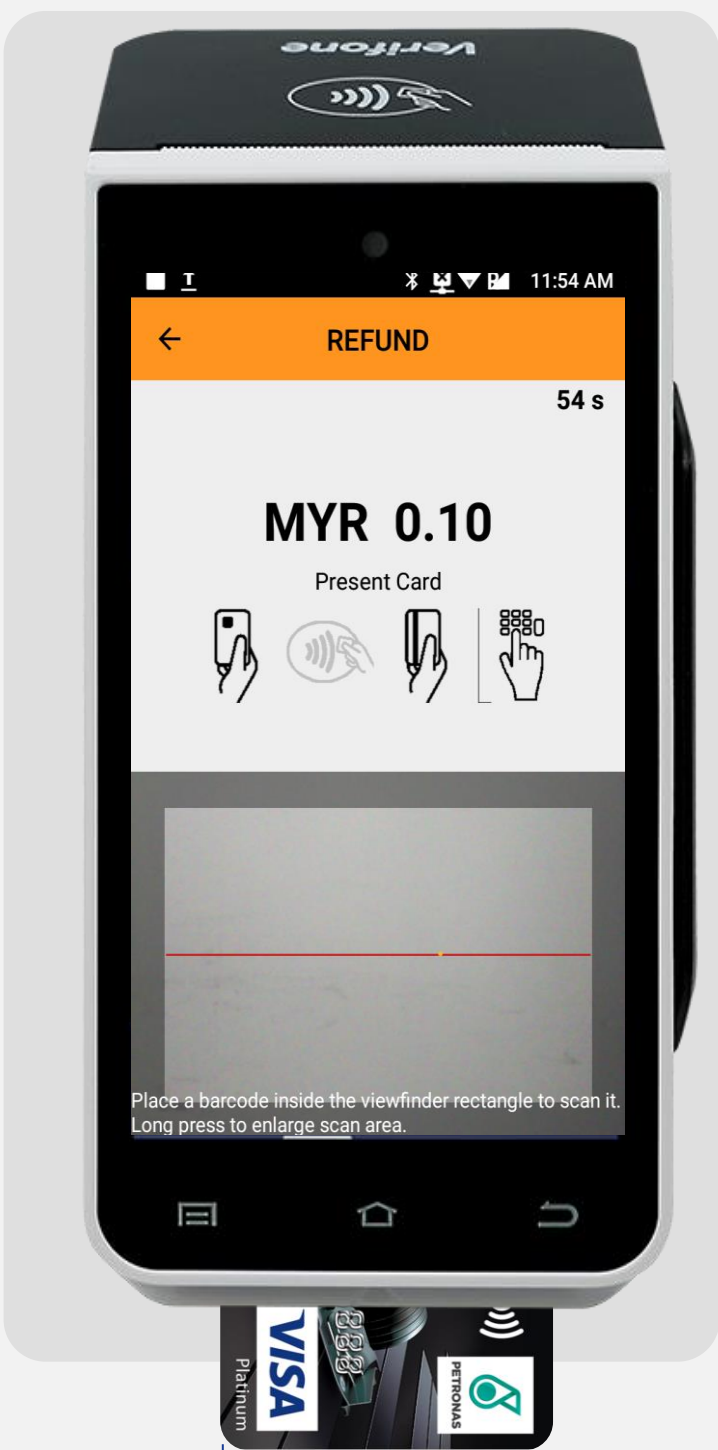 Verifone
T
11:54 AM
REFUND
54 s
MYR 0.10
Present Card
Place a barcode inside the viewfinder rectangle to scan it.
Long press to enlarge scan area.
VISA
Platinum
PETRONAS